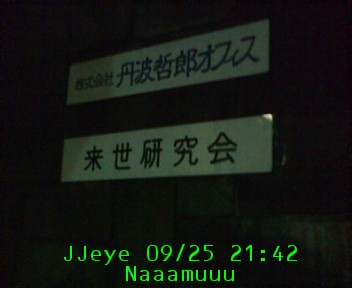 株式会社 丹波哲郎オフィス
来世研究会
JJeye 09/25 21:42
Naaamuuu